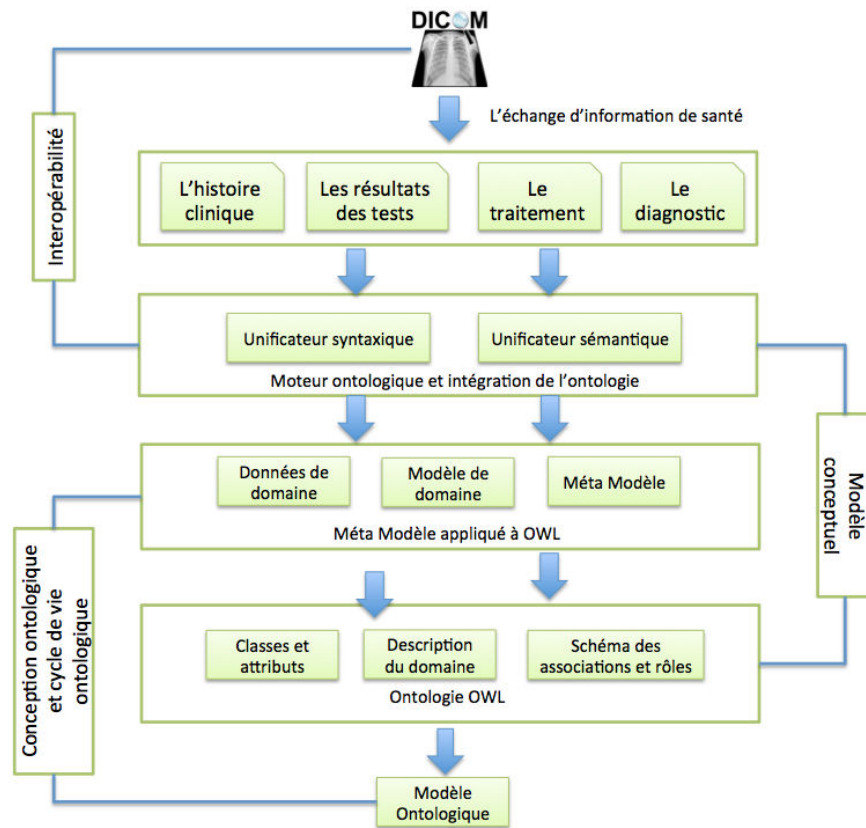 DICOM
L'échange d'information de santé
Interopérabilité
L'histoire
clinique
Les résultats
des tests
Le
traitement
Le
diagnostic
Unificateur syntaxique
Unificateur sémantique
Moteur ontologique et intégration de l'ontologie
Modèle
conceptuel
Données de
domaine
Modèle de
domaine
Méta Modèle
Méta Modèle appliqué à OWL
Conception ontologique
et cycle de vie
ontologique
Classes et
attributs
Description
du domaine
Schéma des
associations et rôles
Ontologie OWL
Modèle
Ontologique